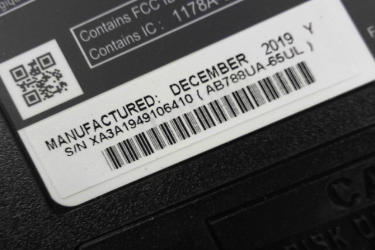 Contains FCC
Contains IC : 1178A
MANUFACTURED: DECEMBER 2019 Y
S/N XA3A1949106410 ( AB789UA-65UL )